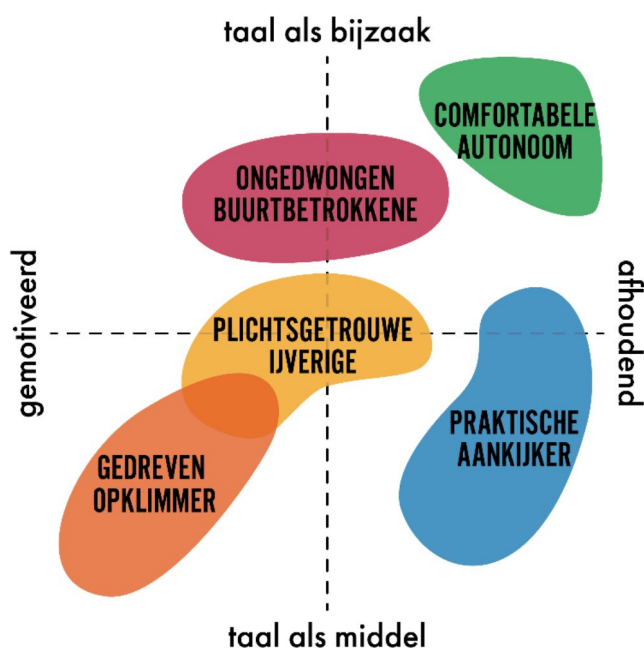 taal als bijzaak
COMFORTABELE
AUTONOOM
ONGEDWONGEN
BUURTBETROKKENE
gemotiveerd
afhoudend
PLICHTSGETROUWE
IJVERIGE
PRAKTISCHE
AANKIJKER
GEDREVEN
OPKLIMMER
taal als middel